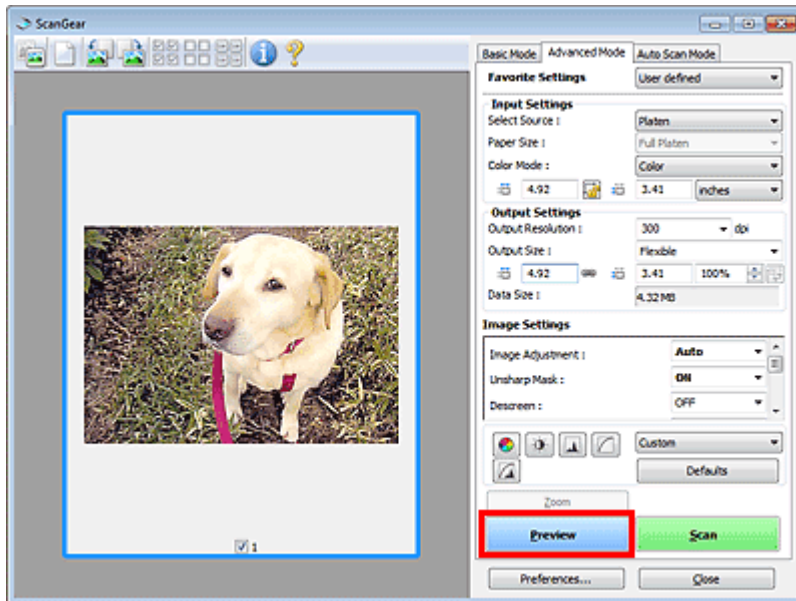 ScanGear
Basic Mode Advanced Mode Auto Scan Mode
Favorite Settings User defined
Input Settings
Select Source : Platen
Paper Size : Full Platen
Color Mode : Color
4.92 3.41 inches
Output Settings
Output Resolution : 300 dpi
Output Size : Flexible
4.92 3.41 100%
Data Size : 4.32 MB
Image Settings
Image Adjustment : Auto
Unsharp Mask : ON
Descreen : OFF
Custom
Defaults
Zoom
Preview Scan
1
Preferences... Close